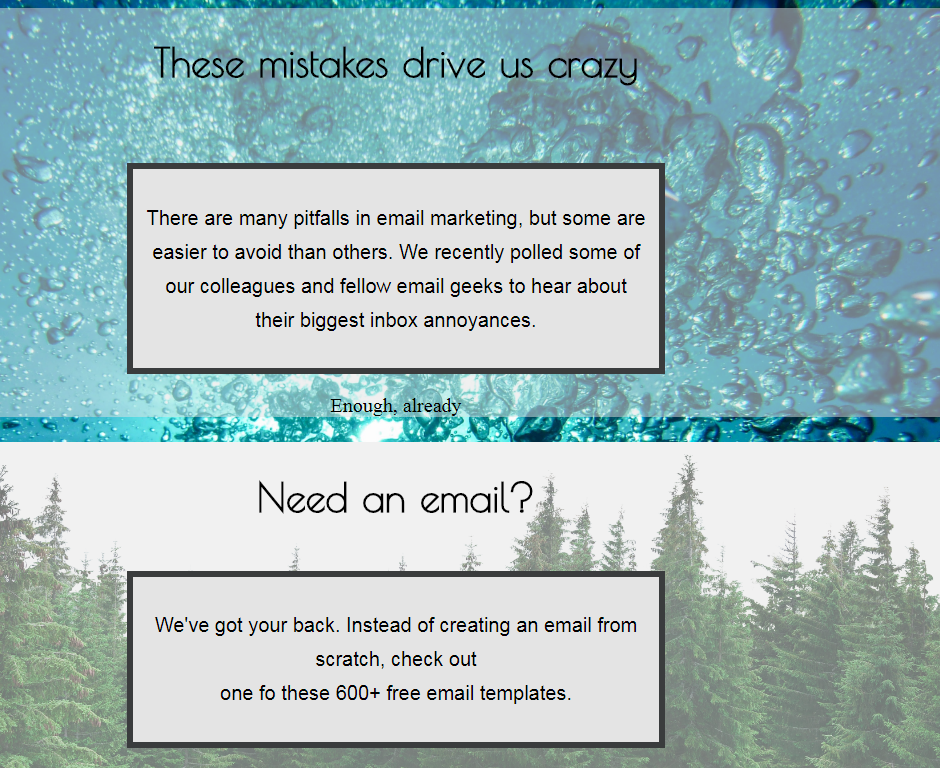 These mistakes drive us crazy
There are many pitfalls in email marketing, but some are
easier to avoid than others. We recently polled some of
our colleagues and fellow email geeks to hear about
their biggest inbox annoyances.
Enough, already
Need an email?
We've got your back. Instead of creating an email from
scratch, check out
one fo these 600+ free email templates.